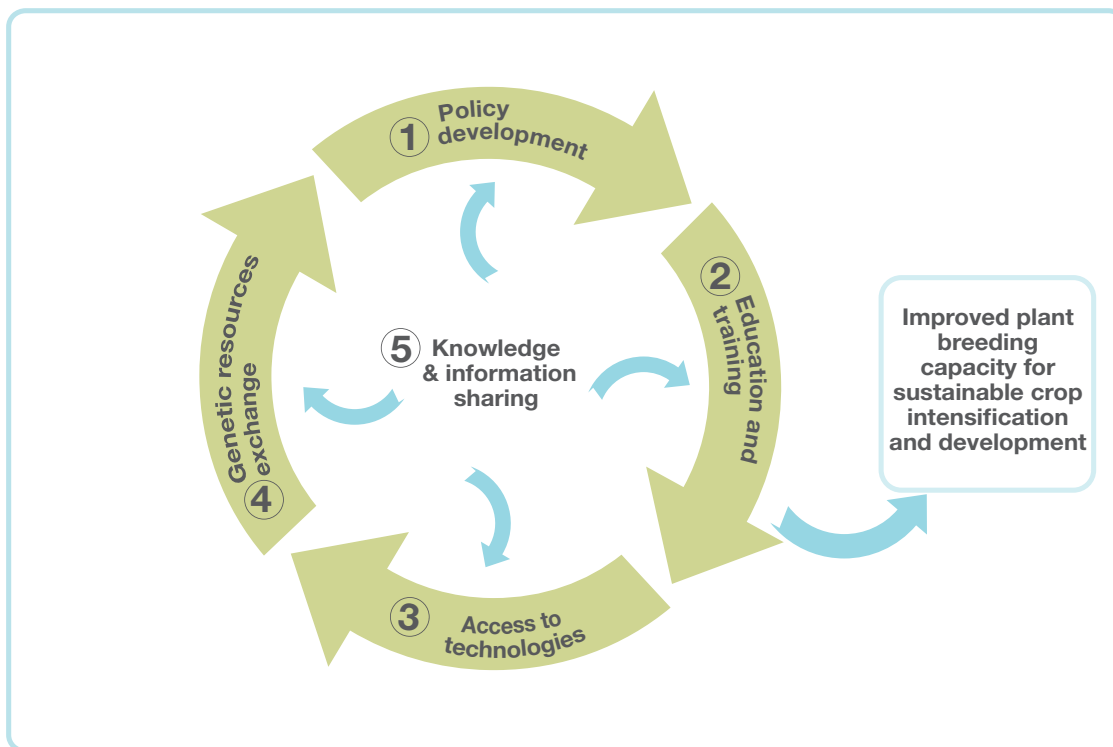 1 Policy
development
2 Education and
training
3 Access to
technologies
4 Genetic resources
exchange
5 Knowledge
& information
sharing
Improved plant
breeding
capacity for
sustainable crop
intensification
and development